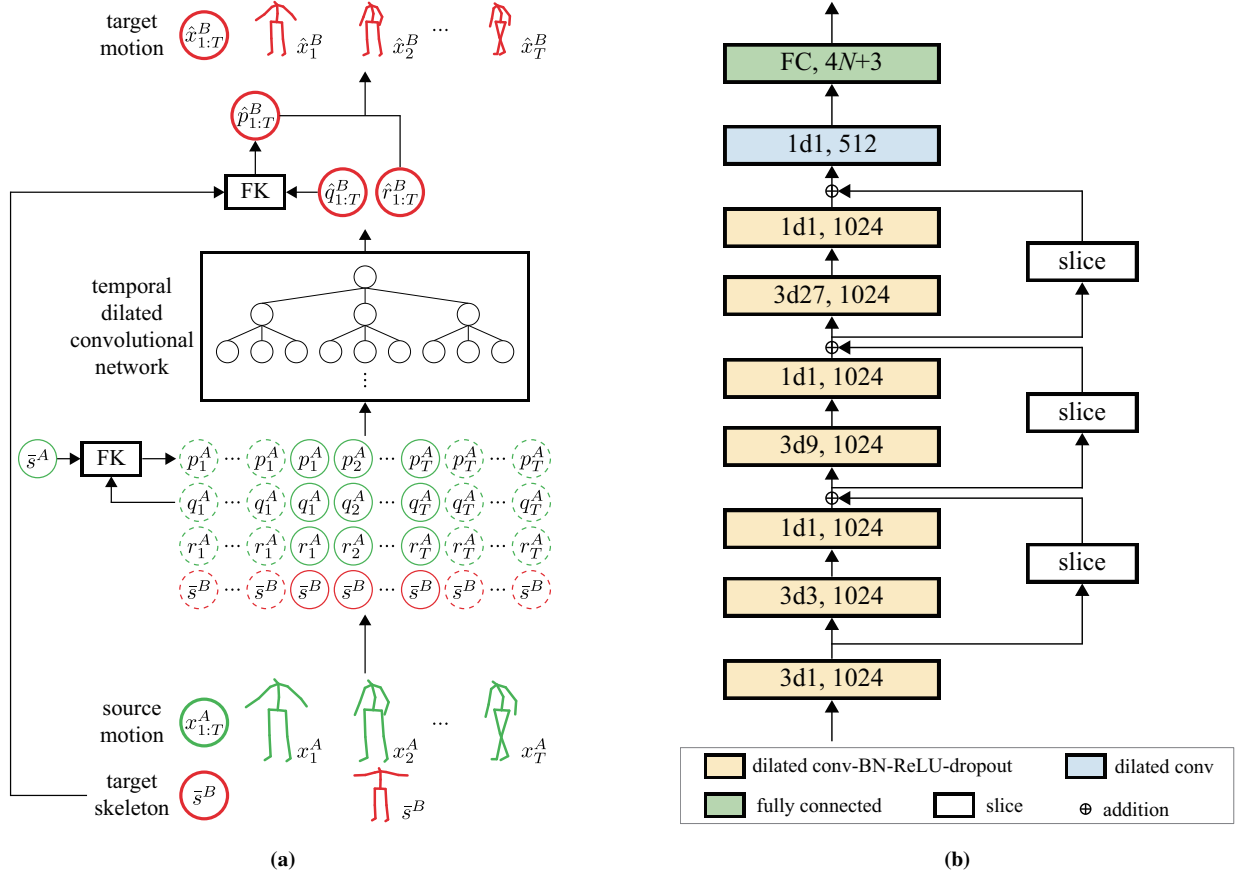 target
motion
x̂^B_{1:T} x̂^B_1 x̂^B_2 ··· x̂^B_T
p̂^B_{1:T}
FK q̂^B_{1:T} r̂^B_{1:T}
temporal
dilated
convolutional
network
⋮
s̄^A FK p^A_1 ··· p^A_1 p^A_1 p^A_2 ··· p^A_T p^A_T ··· p^A_T
q^A_1 ··· q^A_1 q^A_1 q^A_2 ··· q^A_T q^A_T ··· q^A_T
r^A_1 ··· r^A_1 r^A_1 r^A_2 ··· r^A_T r^A_T ··· r^A_T
s̄^B ··· s̄^B s̄^B s̄^B ··· s̄^B s̄^B ··· s̄^B
source
motion
x^A_{1:T} x^A_1 x^A_2 ··· x^A_T
target
skeleton
s̄^B s̄^B
(a)
FC, 4N+3
1d1, 512
⊕
1d1, 1024
slice
3d27, 1024
⊕
1d1, 1024
slice
3d9, 1024
⊕
1d1, 1024
slice
3d3, 1024
3d1, 1024
dilated conv-BN-ReLU-dropout dilated conv
fully connected slice ⊕ addition
(b)